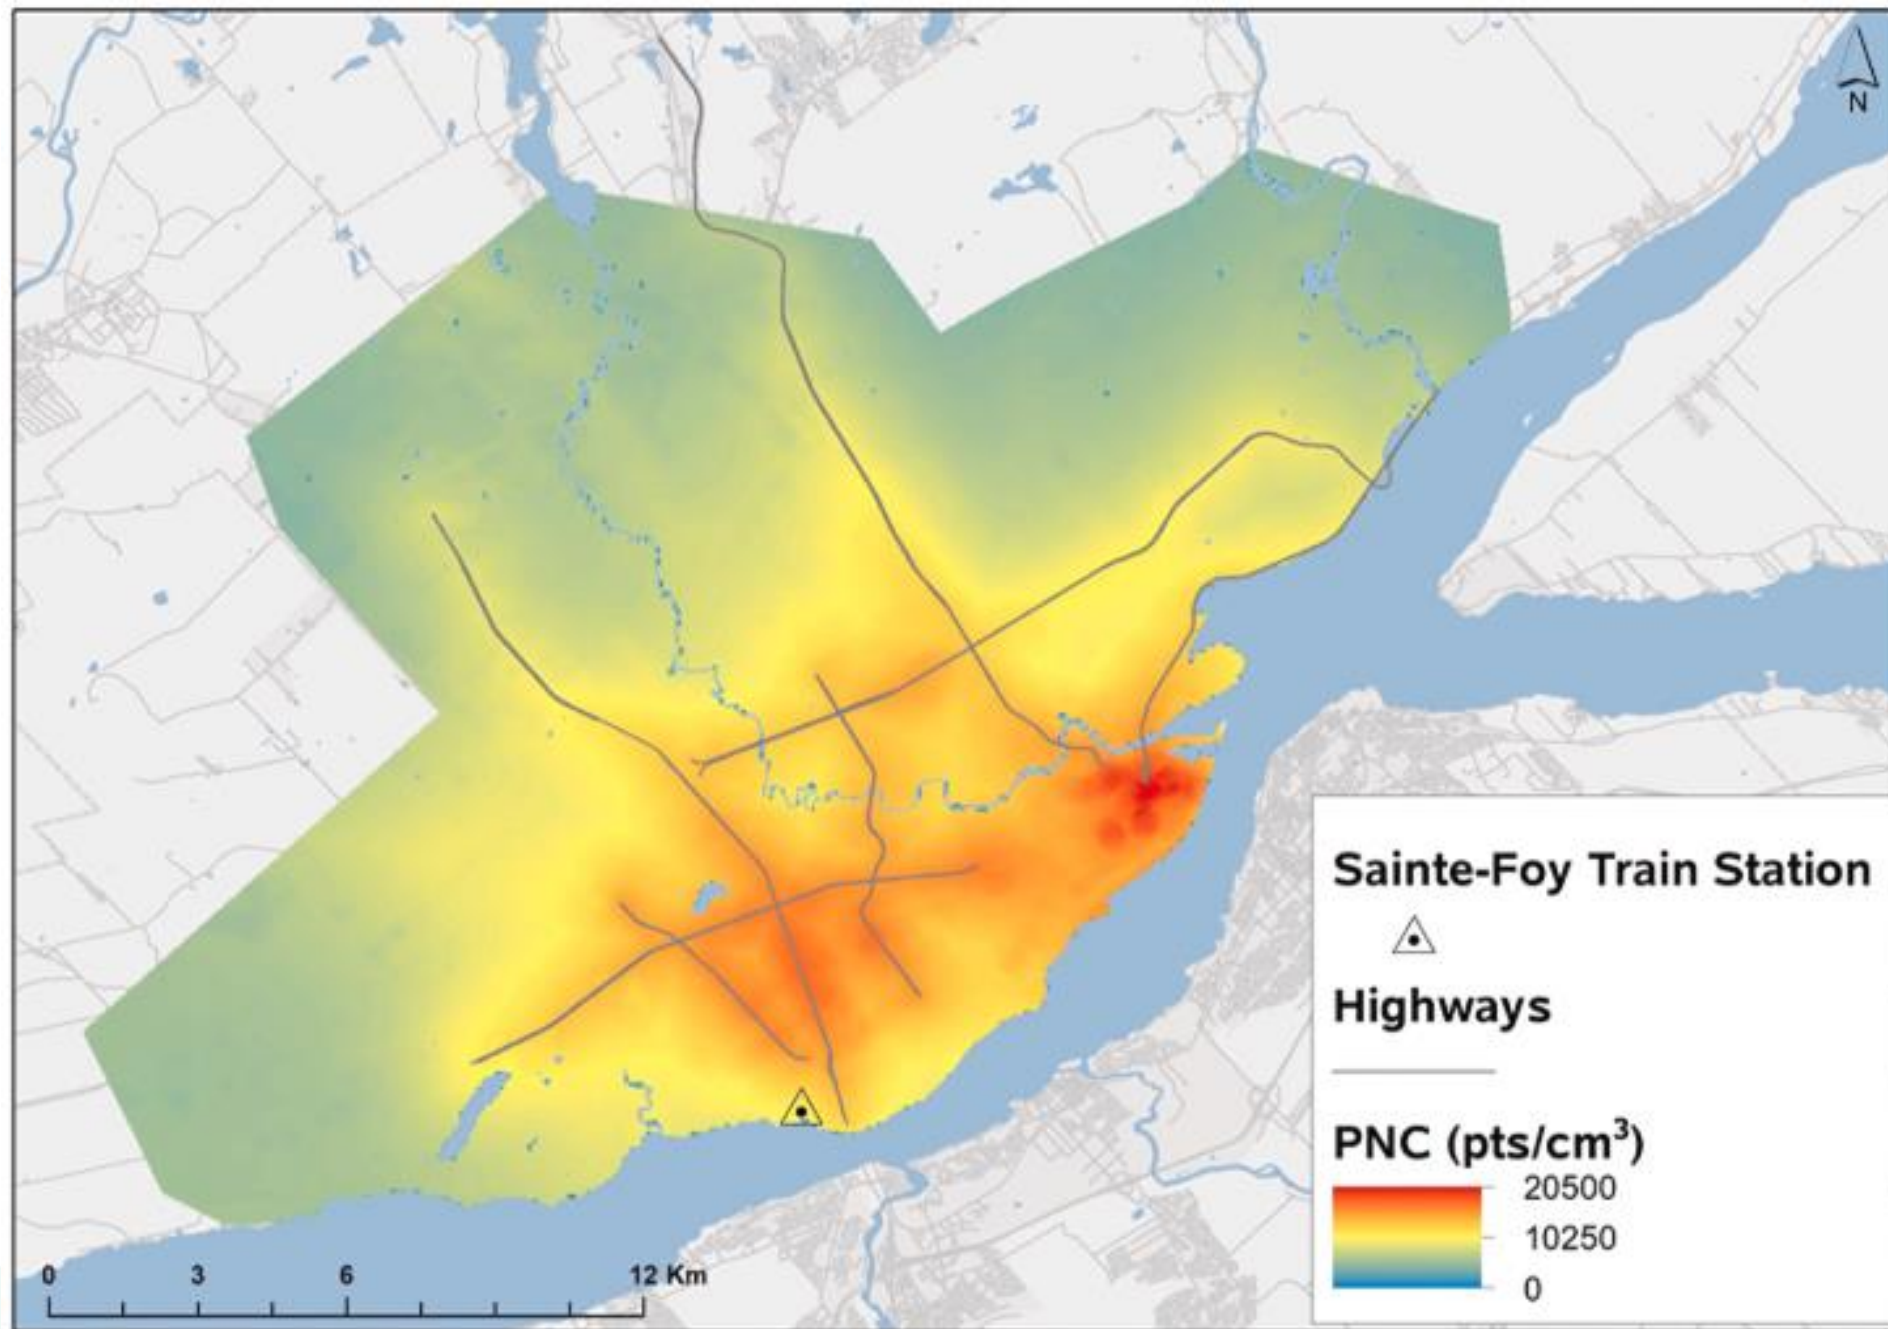 N
Sainte-Foy Train Station
Highways
PNC (pts/cm³)
20500
10250
0
0 3 6 12 Km